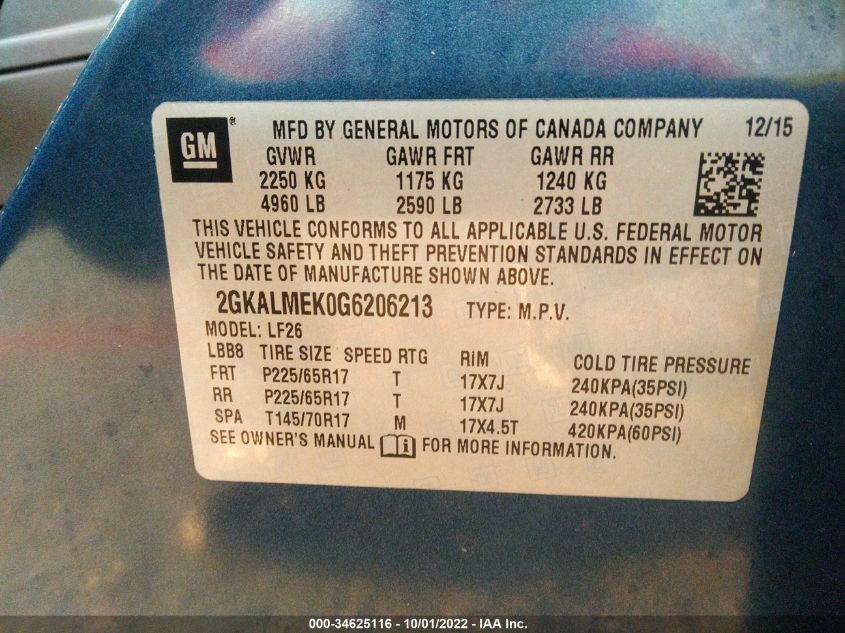 GM ® MFD BY GENERAL MOTORS OF CANADA COMPANY 12/15
GVWR GAWR FRT GAWR RR
2250 KG 1175 KG 1240 KG
4960 LB 2590 LB 2733 LB
THIS VEHICLE CONFORMS TO ALL APPLICABLE U.S. FEDERAL MOTOR
VEHICLE SAFETY AND THEFT PREVENTION STANDARDS IN EFFECT ON
THE DATE OF MANUFACTURE SHOWN ABOVE.
2GKALMEK0G6206213 TYPE: M.P.V.
MODEL: LF26
LBB8 TIRE SIZE SPEED RTG RIM COLD TIRE PRESSURE
FRT P225/65R17 T 17X7J 240KPA(35PSI)
RR P225/65R17 T 17X7J 240KPA(35PSI)
SPA T145/70R17 M 17X4.5T 420KPA(60PSI)
SEE OWNER'S MANUAL FOR MORE INFORMATION.
000-34625116 - 10/01/2022 - IAA Inc.